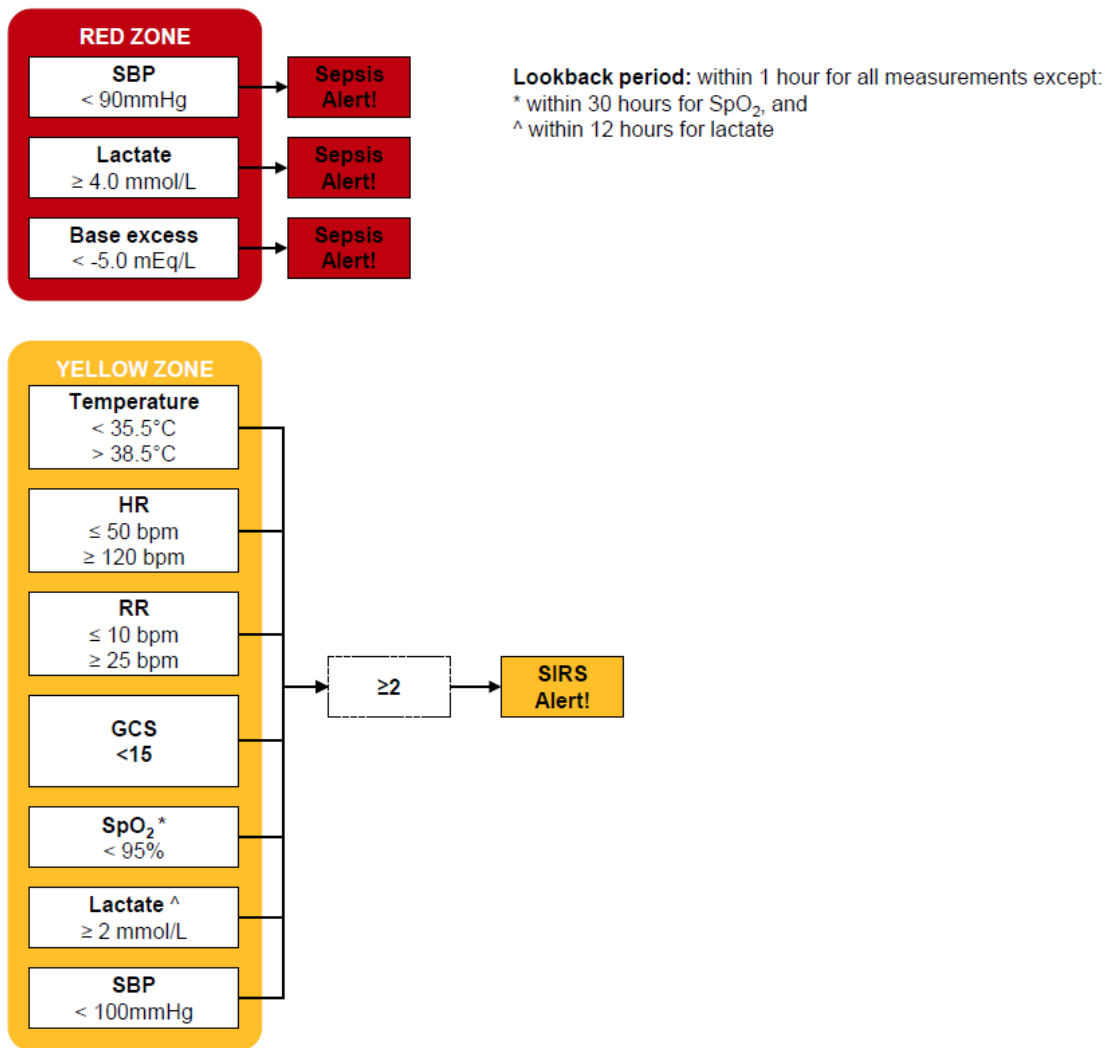 RED ZONE
SBP
< 90mmHg
Sepsis
Alert!
Lactate
≥ 4.0 mmol/L
Sepsis
Alert!
Base excess
< -5.0 mEq/L
Sepsis
Alert!
Lookback period: within 1 hour for all measurements except:
* within 30 hours for SpO₂, and
^ within 12 hours for lactate
YELLOW ZONE
Temperature
< 35.5°C
> 38.5°C
HR
≤ 50 bpm
≥ 120 bpm
RR
≤ 10 bpm
≥ 25 bpm
GCS
<15
SpO₂ *
< 95%
Lactate ^
≥ 2 mmol/L
SBP
< 100mmHg
≥2
SIRS
Alert!